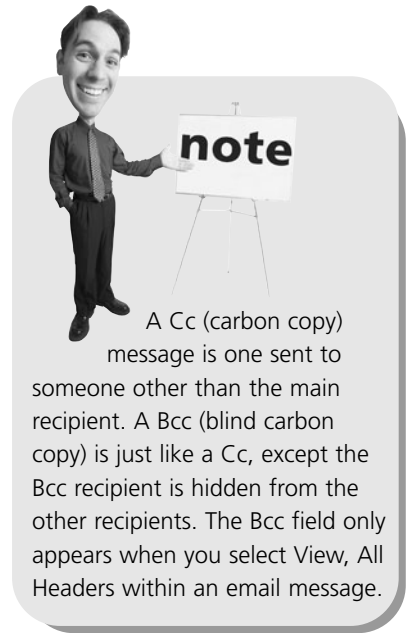 note
A Cc (carbon copy)
message is one sent to
someone other than the main
recipient. A Bcc (blind carbon
copy) is just like a Cc, except the
Bcc recipient is hidden from the
other recipients. The Bcc field only
appears when you select View, All
Headers within an email message.